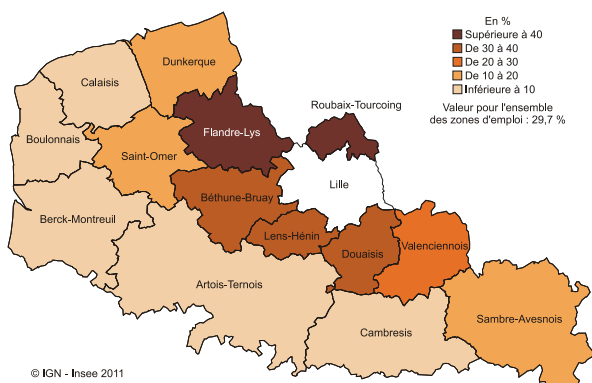 En %
Supérieure à 40
De 30 à 40
De 20 à 30
De 10 à 20
Inférieure à 10
Valeur pour l'ensemble
des zones d'emploi : 29,7 %
Dunkerque
Calaisis
Roubaix-Tourcoing
Flandre-Lys
Boulonnais
Saint-Omer
Lille
Béthune-Bruay
Berck-Montreuil
Lens-Hénin
Douaisis
Valenciennois
Artois-Ternois
Sambre-Avesnois
Cambresis
© IGN - Insee 2011